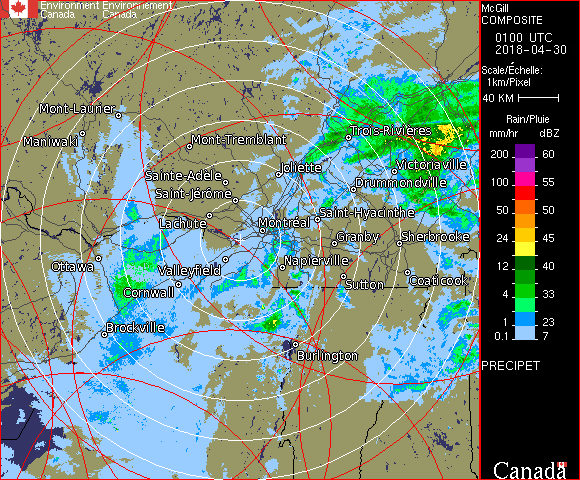 Environment Environnement
Canada Canada
McGill
COMPOSITE
0100 UTC
2018-04-30
Scale/Échelle:
1km/Pixel
40 KM
Rain/Pluie
mm/hr dBZ
200 60
100 55
50 50
24 45
12 40
4 33
1 23
0.1 7
PRECIPET
Mont-Laurier
Maniwaki
Mont-Tremblant
Trois-Rivières
Sainte-Adèle
Joliette
Victoriaville
Saint-Jérôme
Drummondville
Lachute
Montréal
Saint-Hyacinthe
Granby
Sherbrooke
Ottawa
Valleyfield
Napierville
Cornwall
Sutton
Coaticook
Brockville
Burlington
Canada